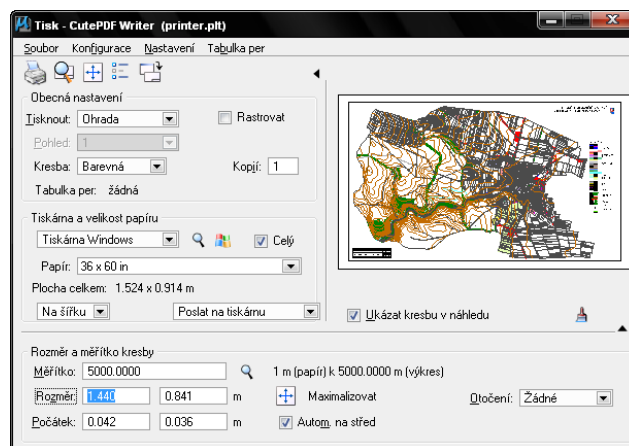 Tisk - CutePDF Writer (printer.plt)
Soubor Konfigurace Nastavení Tabulka per
Obecná nastavení
Tisknout: Ohrada Rastrovat
Pohled: 1
Kresba: Barevná Kopií: 1
Tabulka per: žádná
Tiskárna a velikost papíru
Tiskárna Windows Celý
Papír: 36 x 60 in
Plocha celkem: 1.524 x 0.914 m
Na šířku Poslat na tiskárnu
Ukázat kresbu v náhledu
Rozměr a měřítko kresby
Měřítko: 5000.0000 1 m (papír) k 5000.0000 m (výkres)
Rozměr: 1.440 0.841 m Maximalizovat Otočení: Žádné
Počátek: 0.042 0.036 m Autom. na střed